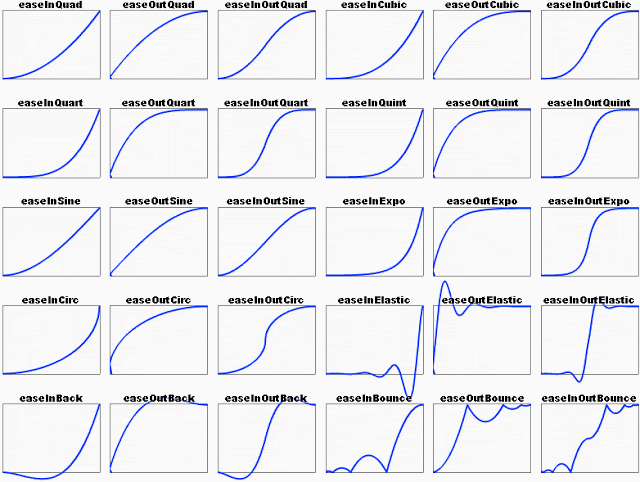 easeInQuad easeOutQuad easeInOutQuad easeInCubic easeOutCubic easeInOutCubic
easeInQuart easeOutQuart easeInOutQuart easeInQuint easeOutQuint easeInOutQuint
easeInSine easeOutSine easeInOutSine easeInExpo easeOutExpo easeInOutExpo
easeInCirc easeOutCirc easeInOutCirc easeInElastic easeOutElastic easeInOutElastic
easeInBack easeOutBack easeInOutBack easeInBounce easeOutBounce easeInOutBounce